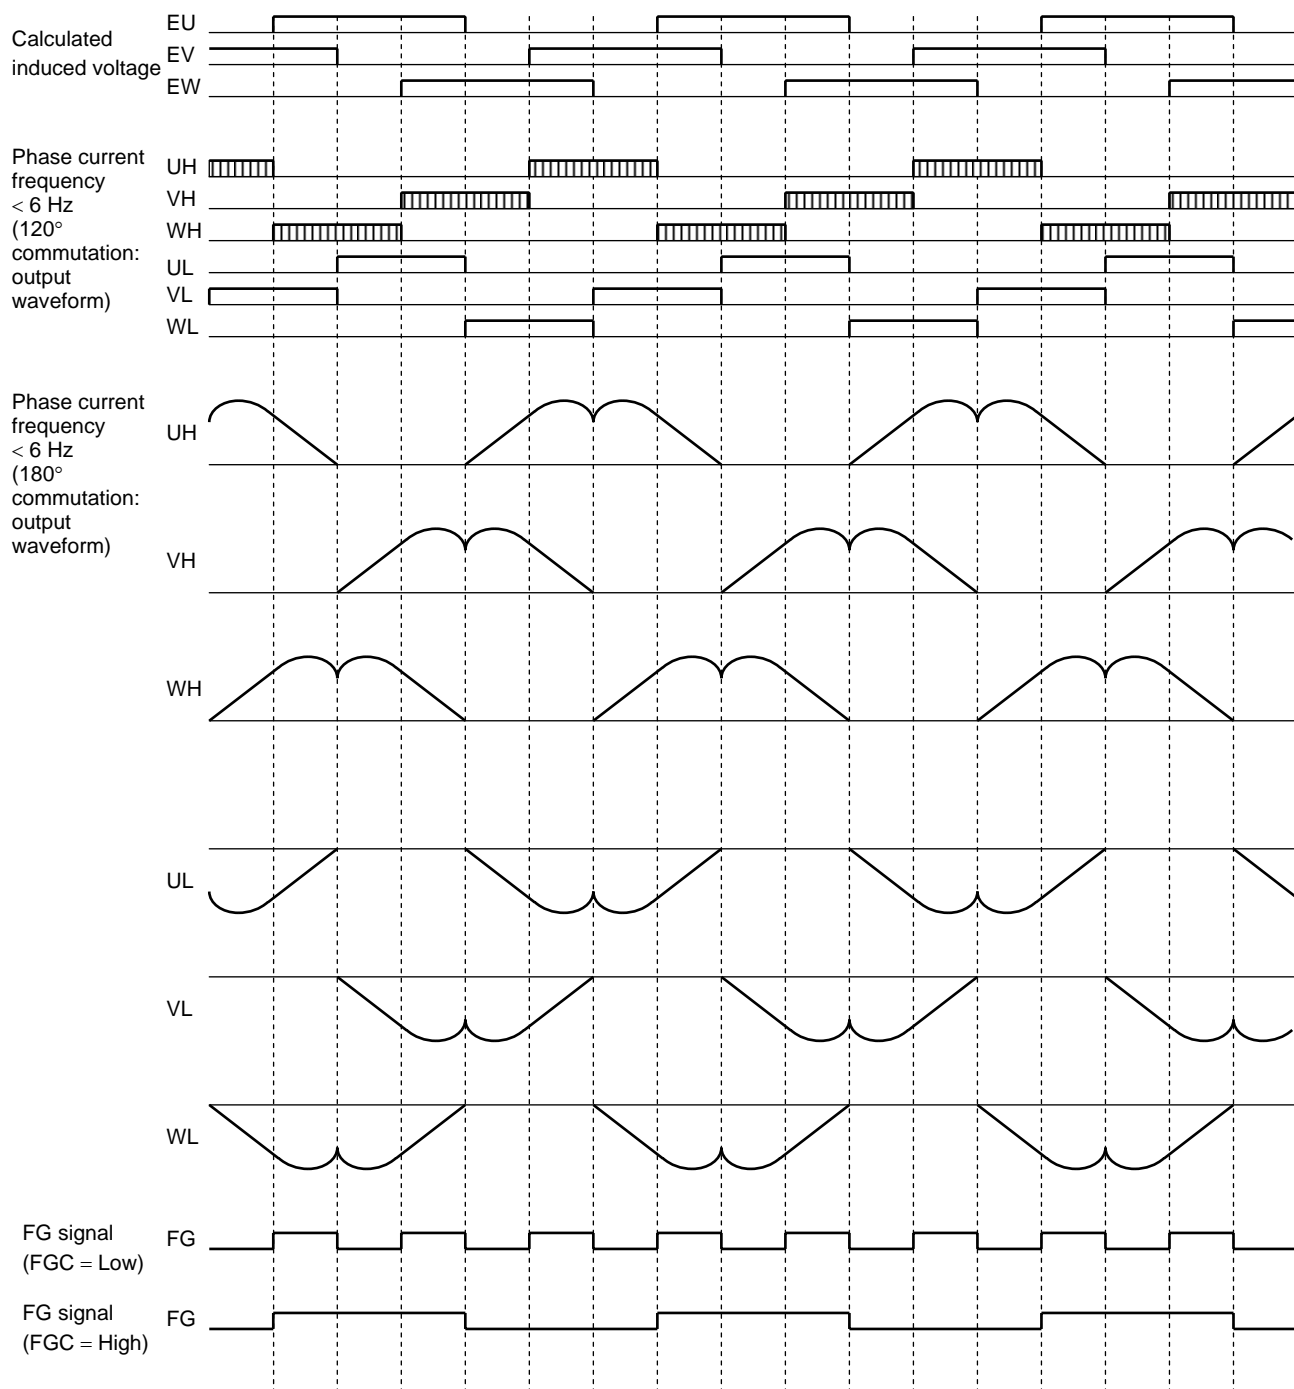 Calculated
induced voltage
EU
EV
EW
Phase current
frequency
< 6 Hz
(120°
commutation:
output
waveform)
UH
VH
WH
UL
VL
WL
Phase current
frequency
< 6 Hz
(180°
commutation:
output
waveform)
UH
VH
WH
UL
VL
WL
FG signal
(FGC = Low)
FG
FG signal
(FGC = High)
FG